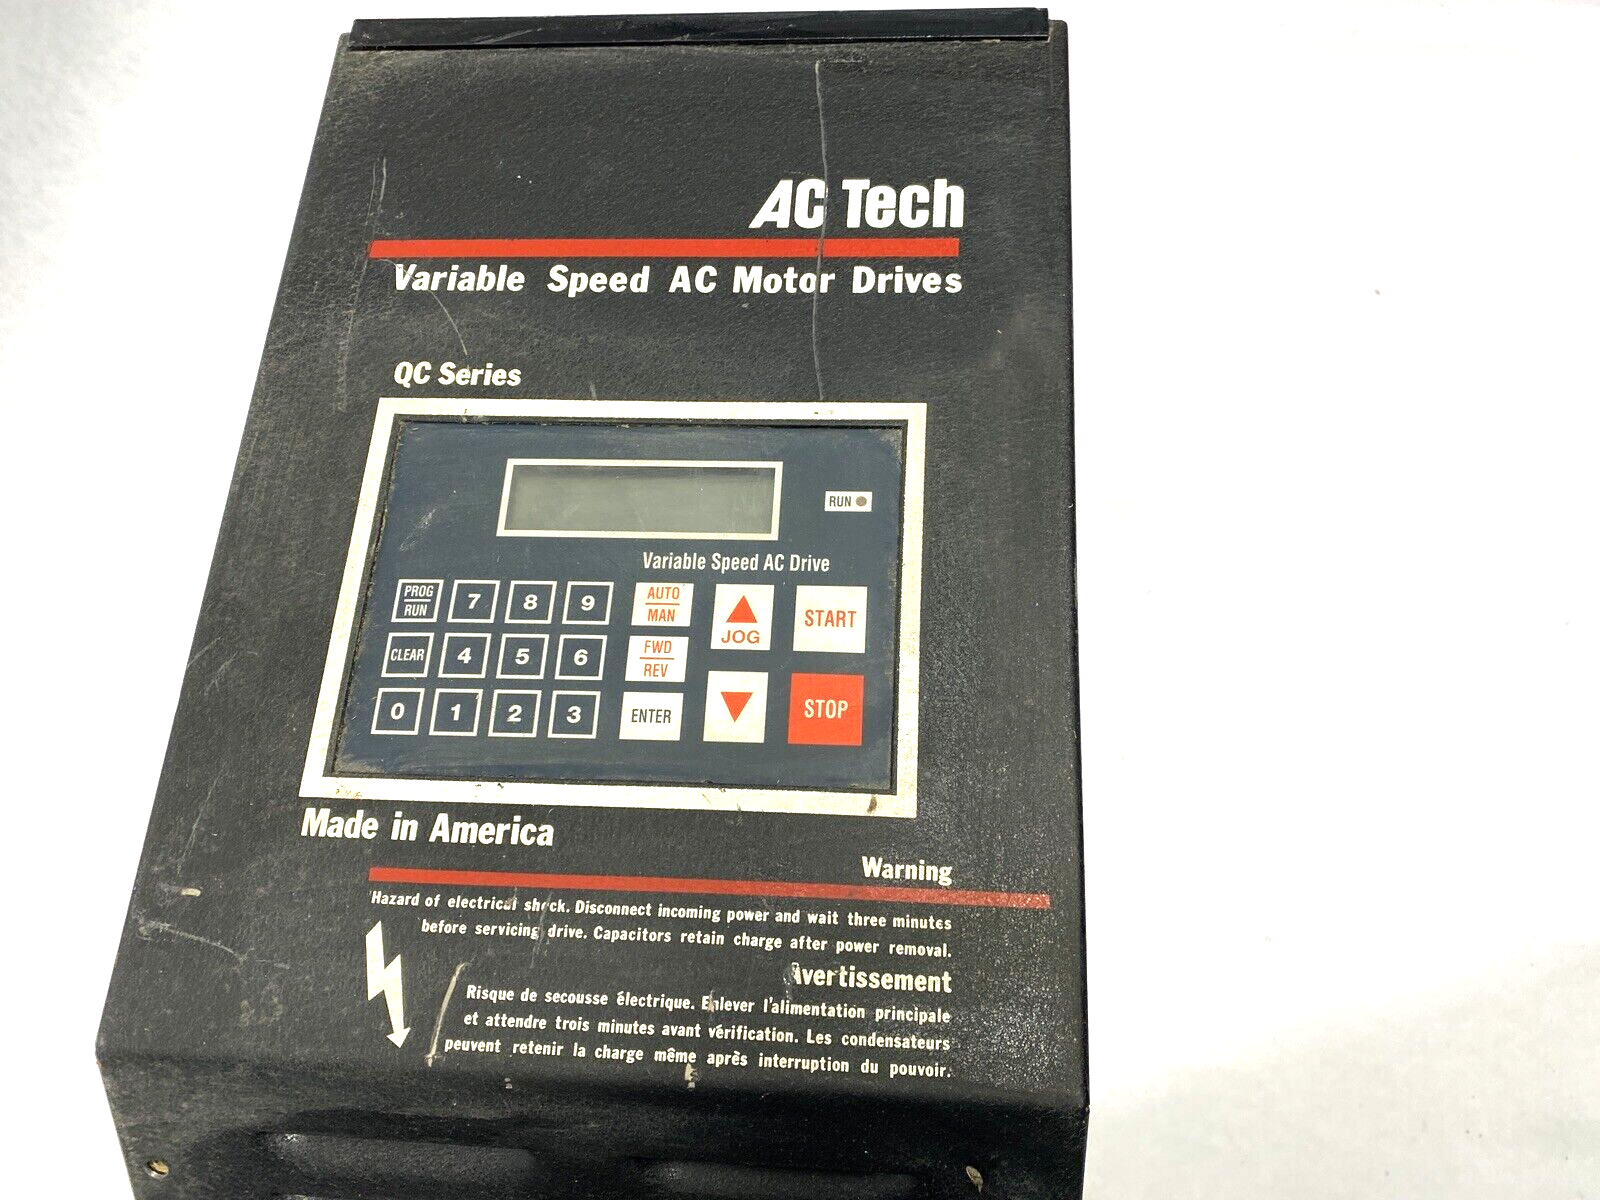 AC Tech
Variable Speed AC Motor Drives
QC Series
RUN
Variable Speed AC Drive
PROG
RUN
7 8 9
AUTO
MAN
JOG
START
CLEAR
4 5 6
FWD
REV
0 1 2 3
ENTER
STOP
Made in America
Warning
Hazard of electrical shock. Disconnect incoming power and wait three minutes
before servicing drive. Capacitors retain charge after power removal.
Avertissement
Risque de secousse électrique. Enlever l'alimentation principale
et attendre trois minutes avant vérification. Les condensateurs
peuvent retenir la charge même après interruption du pouvoir.